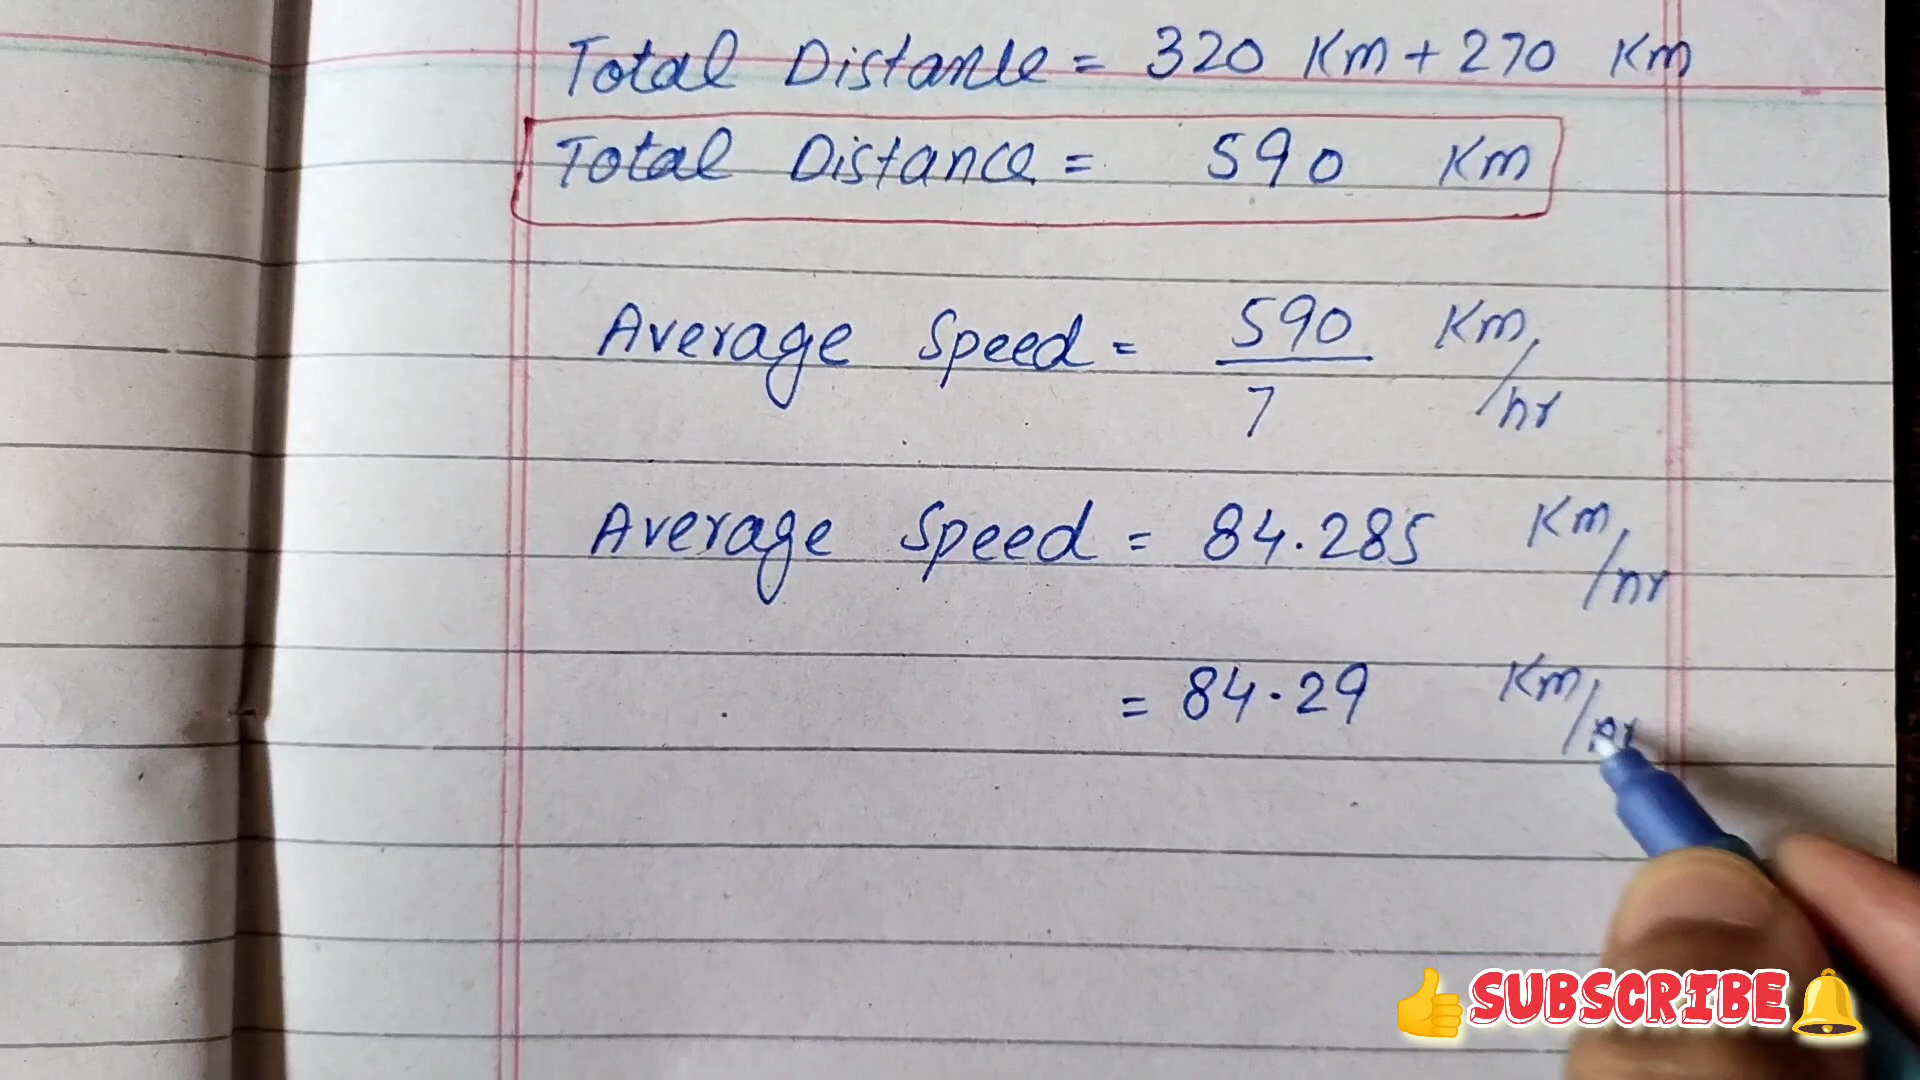 Total Distance = 320 Km + 270 Km
Total Distance = 590 Km
Average Speed = 590/7 Km/hr
Average Speed = 84.285 Km/hr
= 84.29 Km/hr
SUBSCRIBE